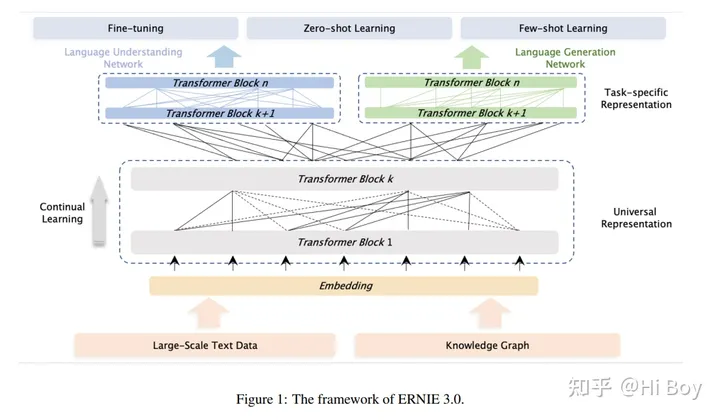 Fine-tuning
Zero-shot Learning
Few-shot Learning
Language Understanding
Network
Language Generation
Network
Transformer Block n
Transformer Block n
Transformer Block k+1
Transformer Block k+1
Task-specific
Representation
Transformer Block k
Continual
Learning
Universal
Representation
Transformer Block 1
Embedding
Large-Scale Text Data
Knowledge Graph
Figure 1: The framework of ERNIE 3.0.
知乎 @Hi Boy